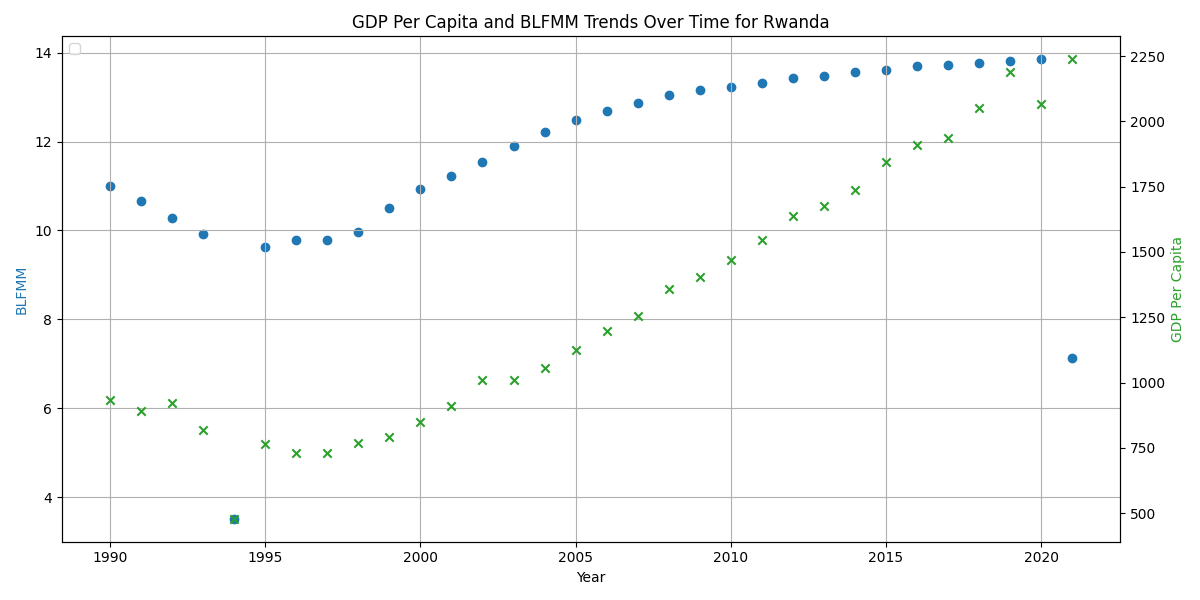 GDP Per Capita and BLFMM Trends Over Time for Rwanda
BLFMM
14
12
10
8
6
4
2250
2000
1750
1500
1250
1000
750
500
GDP Per Capita
1990 1995 2000 2005 2010 2015 2020
Year